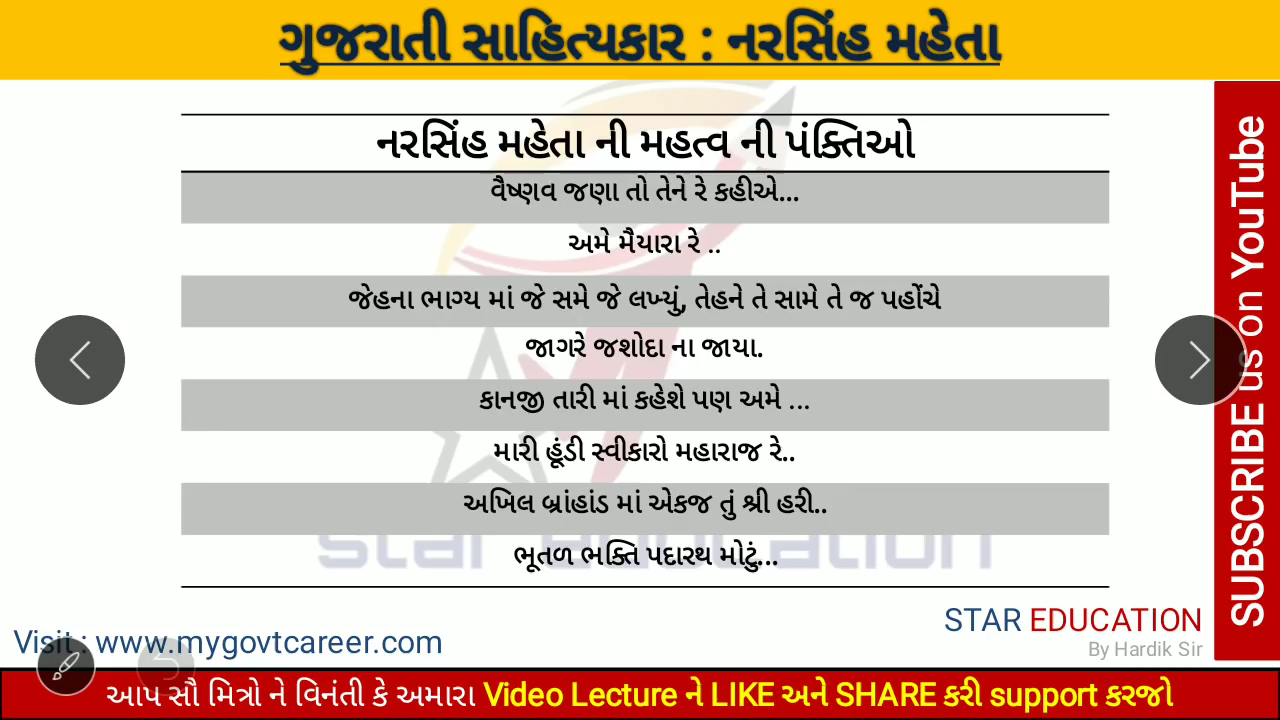 ગુજરાતી સાહિત્યકાર : નરસિંહ મહેતા
નરસિંહ મહેતા ની મહત્વ ની પંક્તિઓ
વૈષ્ણવ જણા તો તેને રે કહીએ...
અમે મૈયારા રે ..
જેહના ભાગ્ય માં જે સમે જે લખ્યું, તેહને તે સામે તે જ પહોંચે
જાગરે જશોદા ના જાયા.
કાનજી તારી માં કહેશે પણ અમે ...
મારી હૂંડી સ્વીકારો મહારાજ રે..
અખિલ બ્રાંહાંડ માં એકજ તું શ્રી હરી..
ભૂતળ ભક્તિ પદારથ મોટું...
star education
SUBSCRIBE us on YouTube
STAR EDUCATION
By Hardik Sir
Visit : www.mygovtcareer.com
આપ સૌ મિત્રો ને વિનંતી કે અમારા Video Lecture ને LIKE અને SHARE કરી support કરજો